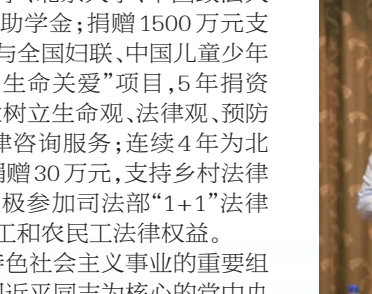 助学金;捐赠1500万元支
与全国妇联、中国儿童少年
生命关爱”项目,5年捐资
树立生命观、法律观、预防
律咨询服务;连续4年为北
捐赠30万元,支持乡村法律
极参加司法部“1+1”法律
工和农民工法律权益。
特色社会主义事业的重要组
习近平同志为核心的党中央